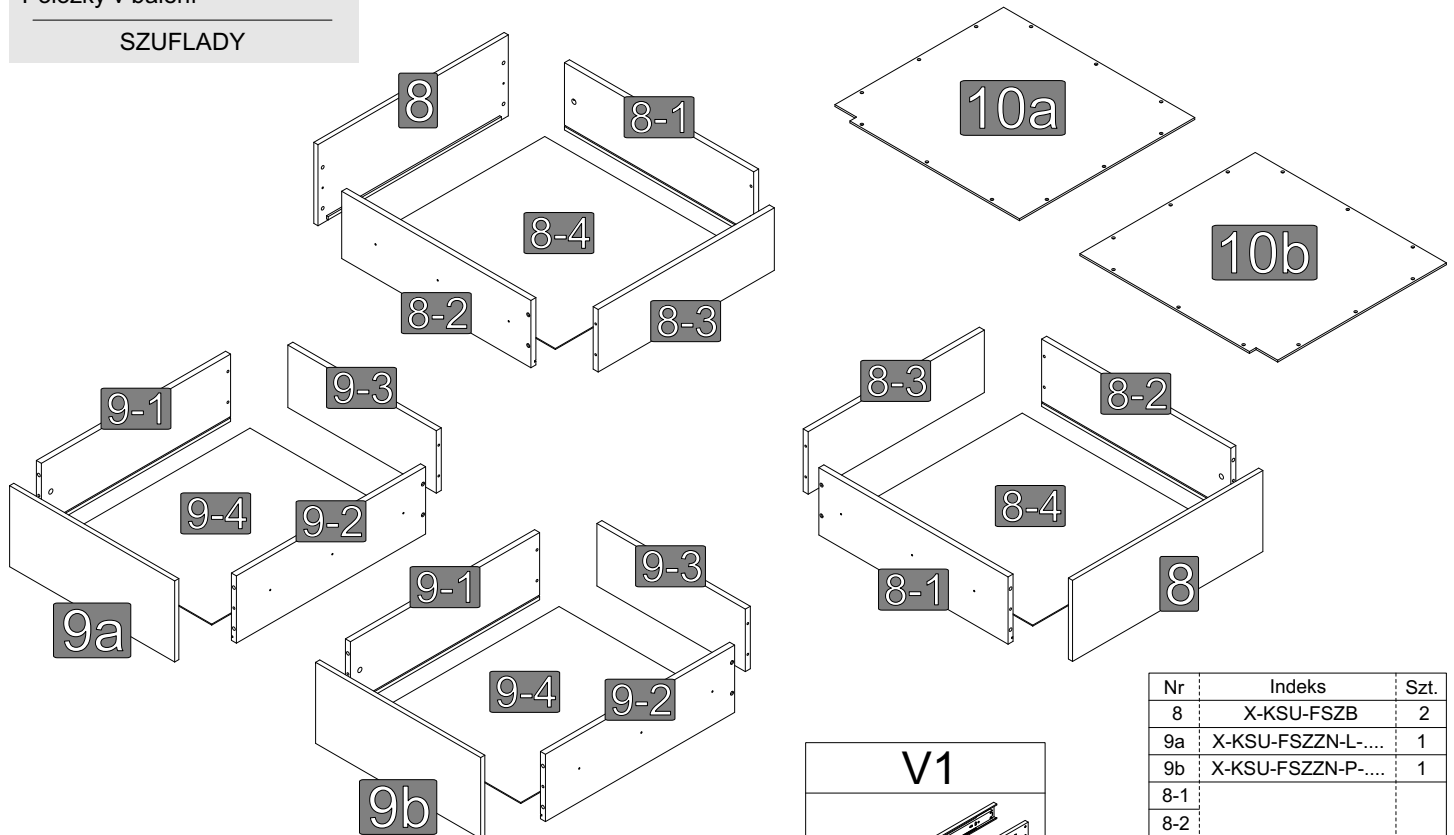 Položky v balení
SZUFLADY
8
8-1
10a
8-4
10b
8-2
8-3
9-1
9-3
8-3
8-2
9-4
9-2
8-4
9-1
9-3
8-1
8
9a
9-4
9-2
9b
V1
Nr Indeks Szt.
8 X-KSU-FSZB 2
9a X-KSU-FSZZN-L-.... 1
9b X-KSU-FSZZN-P-.... 1
8-1
8-2